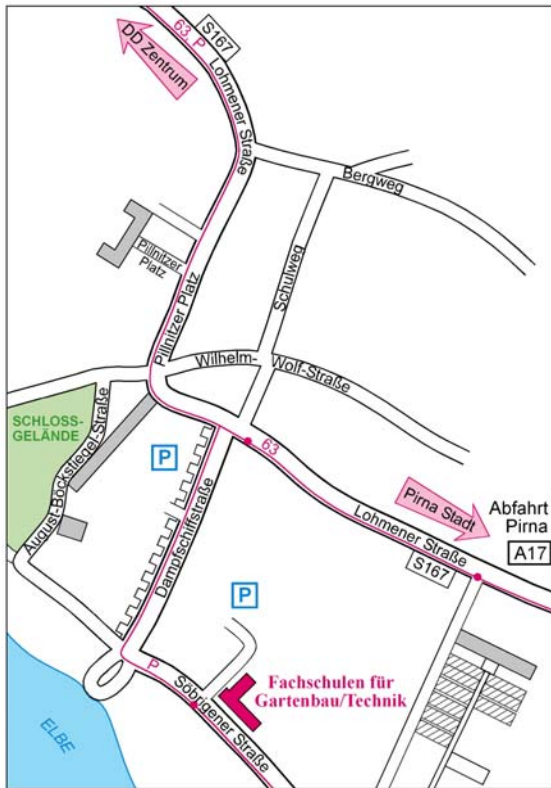 63, P
S167
DD Zentrum
Lohmener Straße
Bergweg
Pillnitzer
Platz
Schulweg
Pillnitzer Platz
Wilhelm-
Wolf-Straße
SCHLOSS-
GELÄNDE
August-Böckstiegel-Straße
P
63
Dampfschiffstraße
Pirna Stadt
Abfahrt
Pirna
A17
Lohmener Straße
S167
P
P
Fachschulen für
Gartenbau/Technik
Söbrigener Straße
ELBE